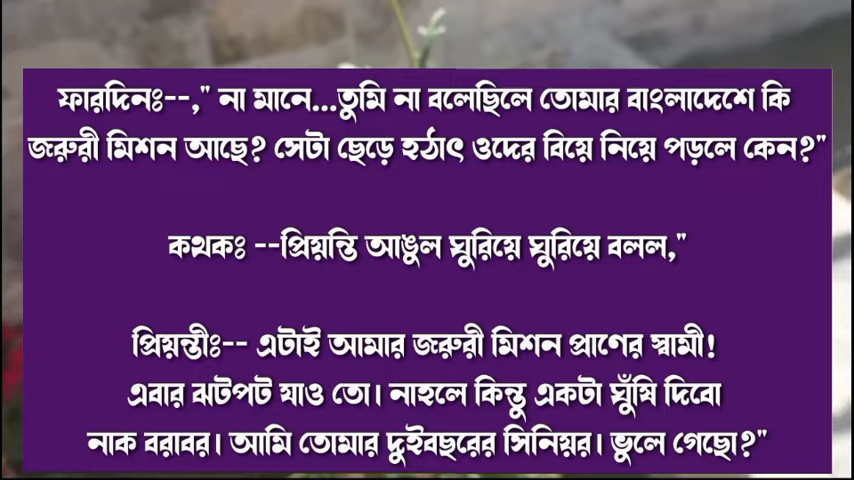 ফারদিনঃ--," না মানে...তুমি না বলেছিলে তোমার বাংলাদেশে কি
জরুরী মিশন আছে? সেটা ছেড়ে হঠাৎ ওদের বিয়ে নিয়ে পড়লে কেন?"
কথকঃ --প্রিয়ন্তি আঙুল ঘুরিয়ে ঘুরিয়ে বলল,"
প্রিয়ন্তীঃ-- এটাই আমার জরুরী মিশন প্রাণের স্বামী!
এবার ঝটপট যাও তো। নাহলে কিন্তু একটা ঘুঁষি দিবো
নাক বরাবর। আমি তোমার দুইবছরের সিনিয়র। ভুলে গেছো?"